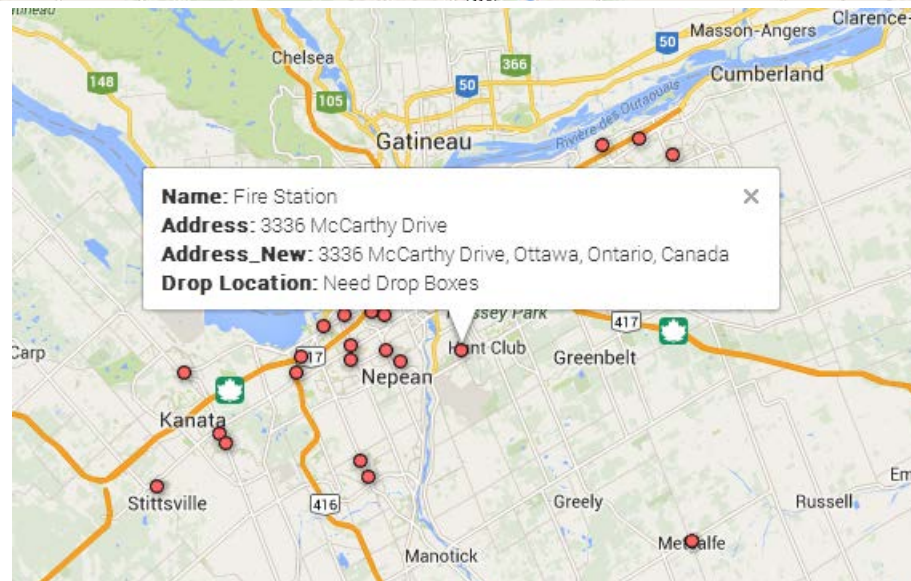 Clarence-
Masson-Angers
50
Chelsea
366
148
50
Cumberland
105
Rivière des Outaouais
Gatineau
Name: Fire Station
×
Address: 3336 McCarthy Drive
Address_New: 3336 McCarthy Drive, Ottawa, Ontario, Canada
Drop Location: Need Drop Boxes
ssey Park
417
Carp
17
Hunt Club
Greenbelt
Nepean
Kanata
Em
Stittsville
416
Greely
Russell
Metcalfe
Manotick